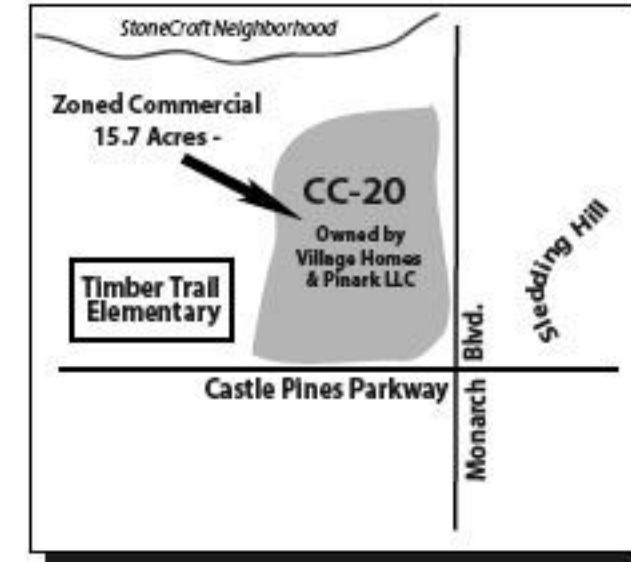 StoneCroft Neighborhood
Zoned Commercial
15.7 Acres -
CC-20
Owned by
Village Homes
& Pinark LLC
Timber Trail
Elementary
Sledding Hill
Castle Pines Parkway
Monarch Blvd.